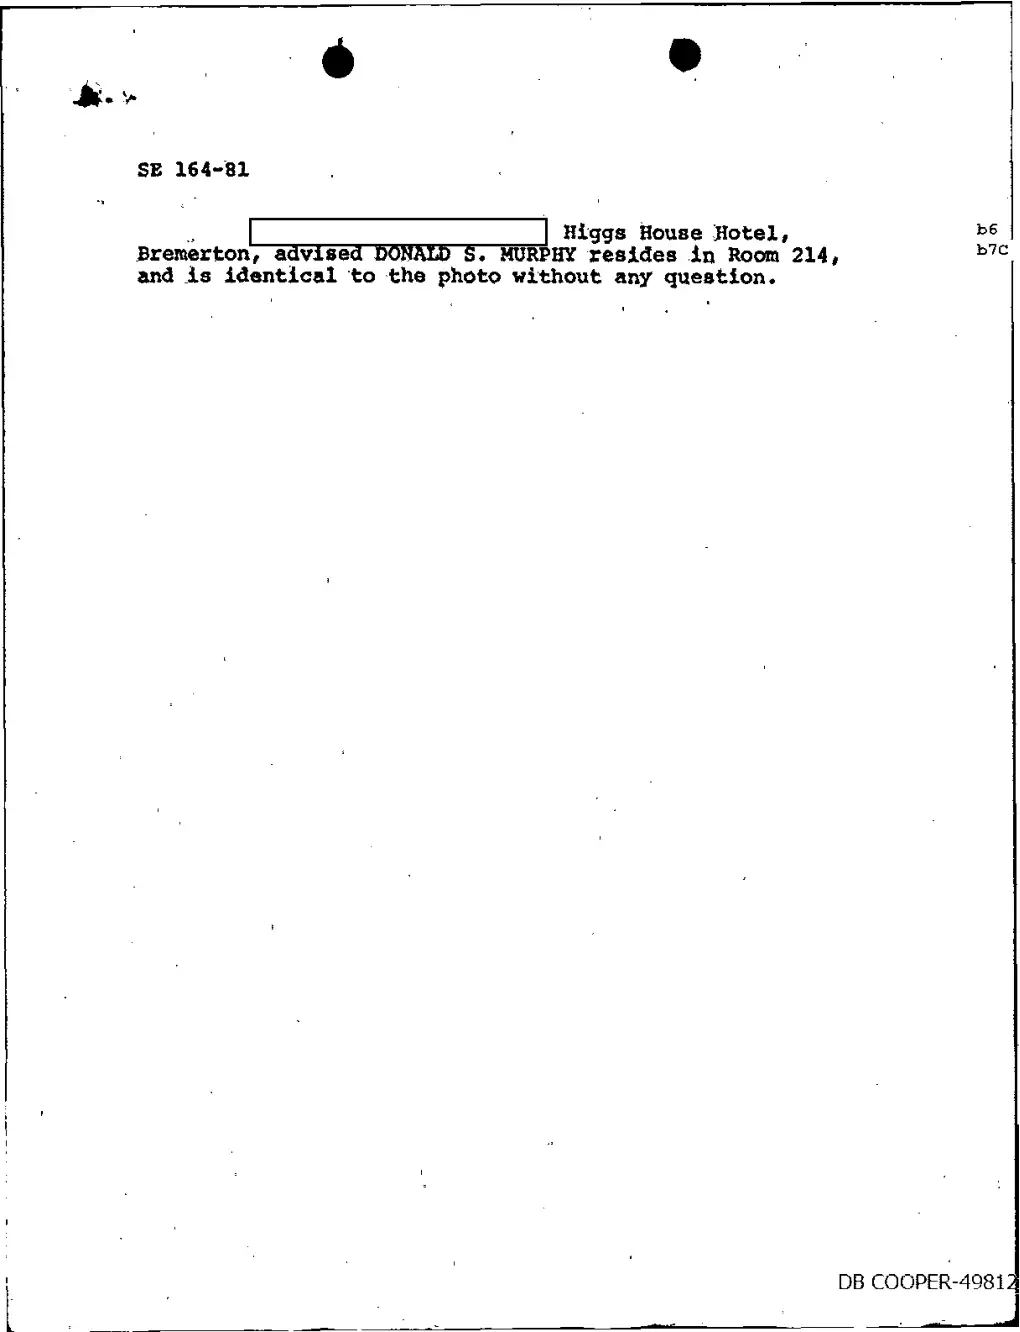 SE 164-81
Higgs House Hotel,
Bremerton, advised DONALD S. MURPHY resides in Room 214,
and is identical to the photo without any question.
b6
b7C
DB COOPER-49812